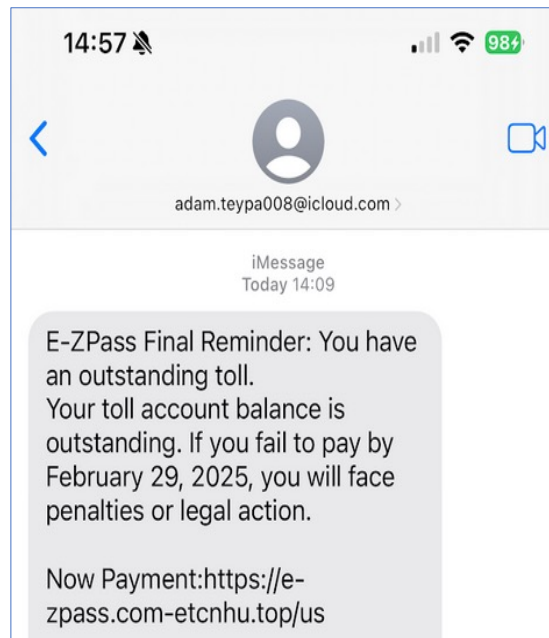 14:57
98
adam.teypa008@icloud.com
iMessage
Today 14:09
E-ZPass Final Reminder: You have
an outstanding toll.
Your toll account balance is
outstanding. If you fail to pay by
February 29, 2025, you will face
penalties or legal action.
Now Payment:https://e-
zpass.com-etcnhu.top/us